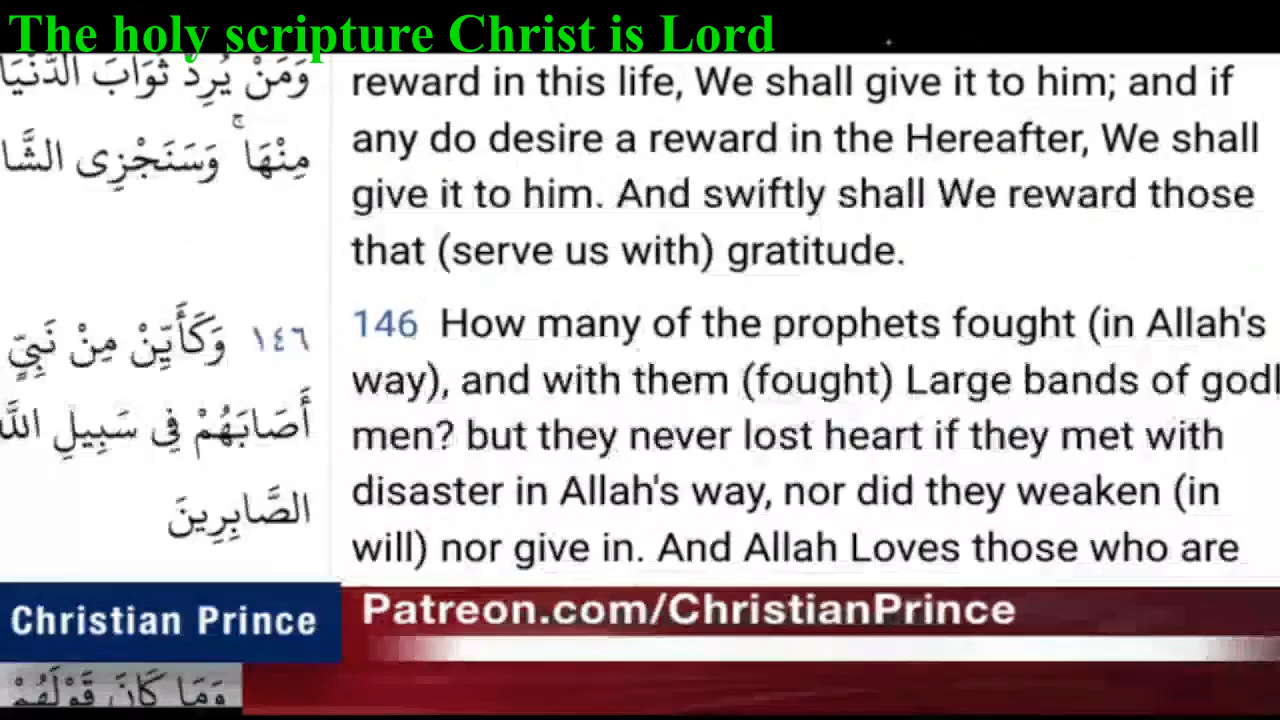 The holy scripture Christ is Lord
reward in this life, We shall give it to him; and if
any do desire a reward in the Hereafter, We shall
give it to him. And swiftly shall We reward those
that (serve us with) gratitude.
146 How many of the prophets fought (in Allah's
way), and with them (fought) Large bands of godl
men? but they never lost heart if they met with
disaster in Allah's way, nor did they weaken (in
will) nor give in. And Allah Loves those who are
وَمَنْ يُرِدْ ثَوَابَ الدُّنْيَا
مِنْهَا ۚ وَسَنَجْزِى الشَّا
١٤٦ وَكَأَيِّنْ مِنْ نَبِيٍّ
أَصَابَهُمْ فِى سَبِيلِ اللَّ
الصَّابِرِينَ
Christian Prince
Patreon.com/ChristianPrince
وَمَا كَانَ قَوْلَهُمْ